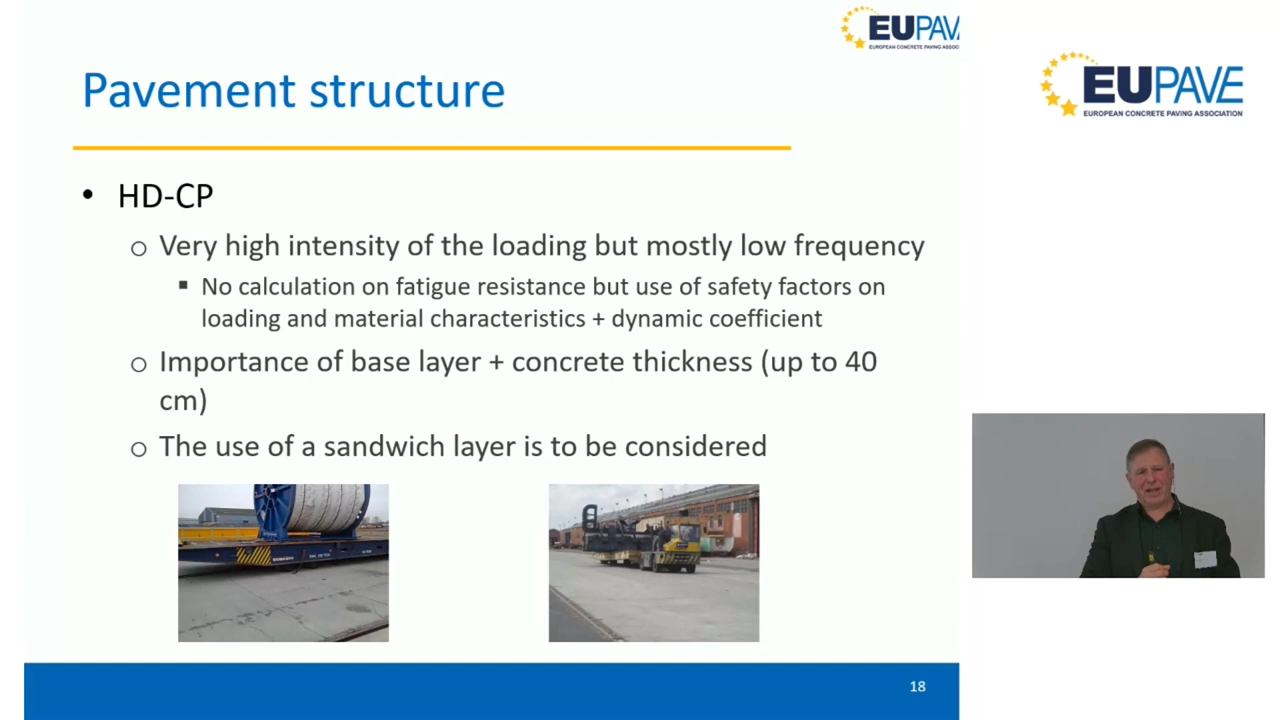 EUPAV
EUROPEAN CONCRETE PAVING ASSOC
Pavement structure
EUPAVE
EUROPEAN CONCRETE PAVING ASSOCIATION
• HD-CP
o Very high intensity of the loading but mostly low frequency
▪ No calculation on fatigue resistance but use of safety factors on
loading and material characteristics + dynamic coefficient
o Importance of base layer + concrete thickness (up to 40
cm)
o The use of a sandwich layer is to be considered
18